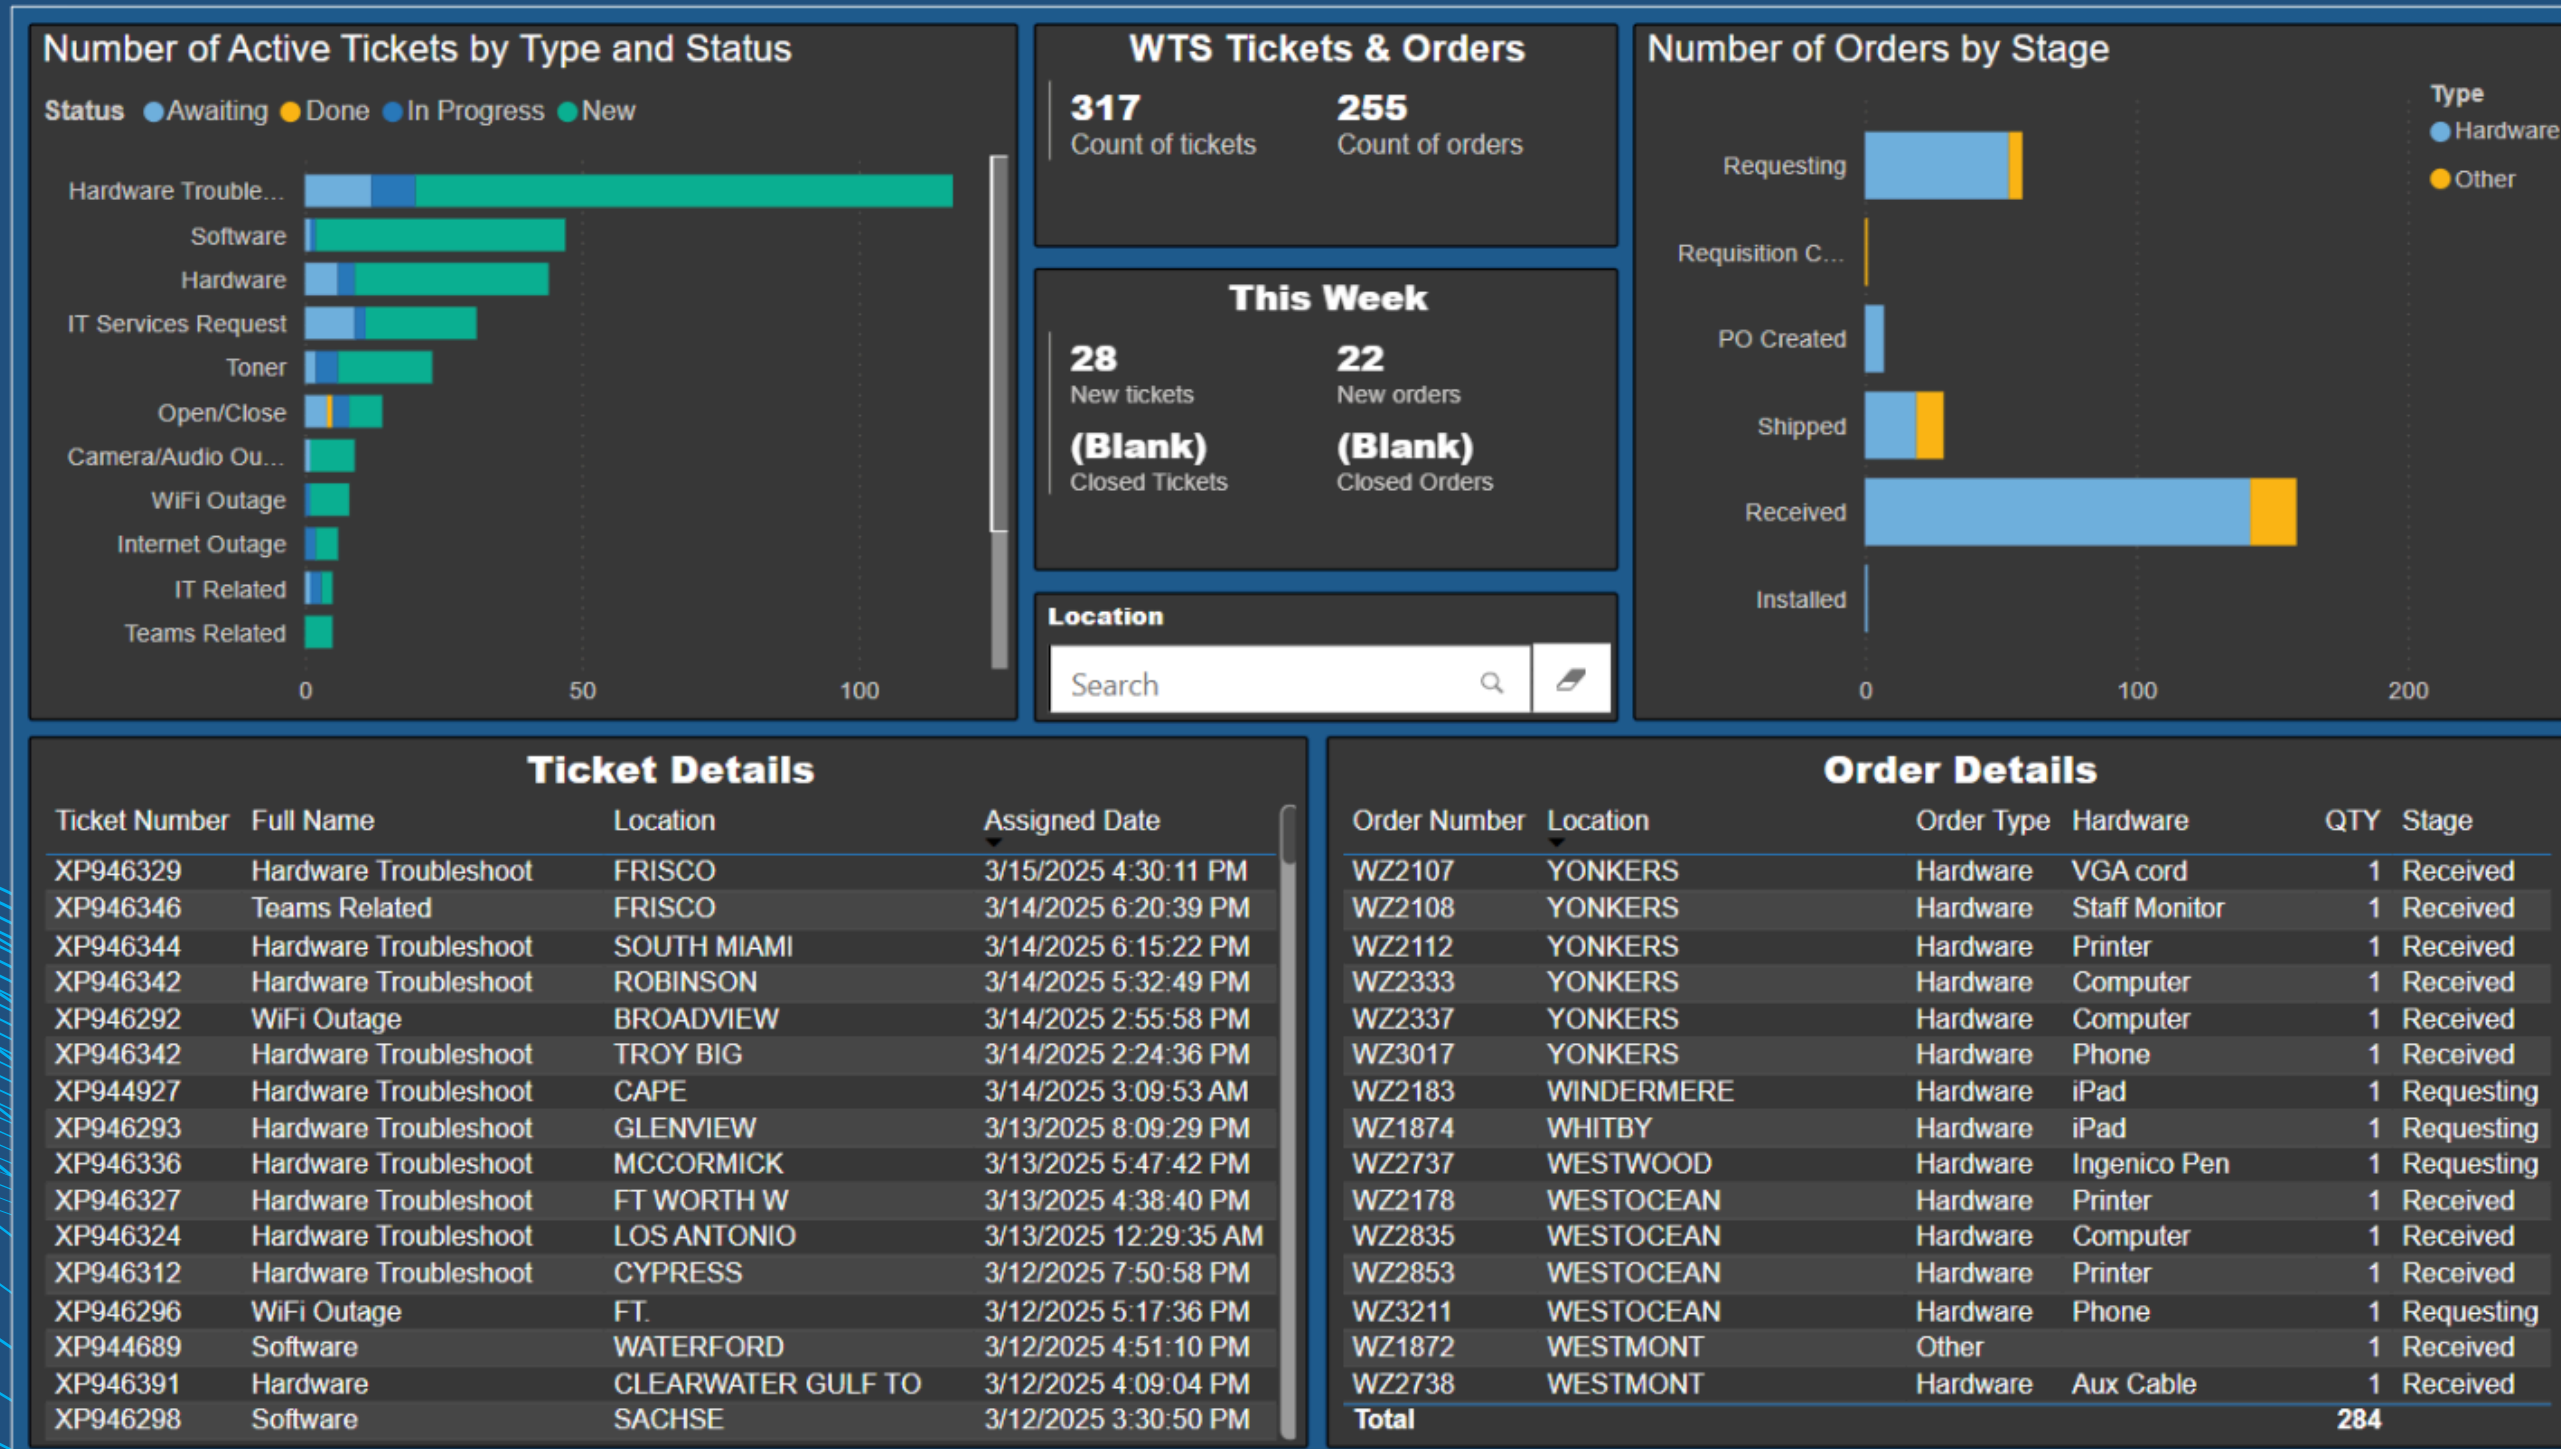 Number of Active Tickets by Type and Status
Status Awaiting Done In Progress New
Hardware Trouble...
Software
Hardware
IT Services Request
Toner
Open/Close
Camera/Audio Ou...
WiFi Outage
Internet Outage
IT Related
Teams Related
0 50 100
WTS Tickets & Orders
317 255
Count of tickets Count of orders
This Week
28 22
New tickets New orders
(Blank) (Blank)
Closed Tickets Closed Orders
Location
Search
Number of Orders by Stage
Type
Hardware
Other
Requesting
Requisition C...
PO Created
Shipped
Received
Installed
0 100 200
Ticket Details
Ticket Number Full Name Location Assigned Date
XP946329 Hardware Troubleshoot FRISCO 3/15/2025 4:30:11 PM
XP946346 Teams Related FRISCO 3/14/2025 6:20:39 PM
XP946344 Hardware Troubleshoot SOUTH MIAMI 3/14/2025 6:15:22 PM
XP946342 Hardware Troubleshoot ROBINSON 3/14/2025 5:32:49 PM
XP946292 WiFi Outage BROADVIEW 3/14/2025 2:55:58 PM
XP946342 Hardware Troubleshoot TROY BIG 3/14/2025 2:24:36 PM
XP944927 Hardware Troubleshoot CAPE 3/14/2025 3:09:53 AM
XP946293 Hardware Troubleshoot GLENVIEW 3/13/2025 8:09:29 PM
XP946336 Hardware Troubleshoot MCCORMICK 3/13/2025 5:47:42 PM
XP946327 Hardware Troubleshoot FT WORTH W 3/13/2025 4:38:40 PM
XP946324 Hardware Troubleshoot LOS ANTONIO 3/13/2025 12:29:35 AM
XP946312 Hardware Troubleshoot CYPRESS 3/12/2025 7:50:58 PM
XP946296 WiFi Outage FT. 3/12/2025 5:17:36 PM
XP944689 Software WATERFORD 3/12/2025 4:51:10 PM
XP946391 Hardware CLEARWATER GULF TO 3/12/2025 4:09:04 PM
XP946298 Software SACHSE 3/12/2025 3:30:50 PM
Order Details
Order Number Location Order Type Hardware QTY Stage
WZ2107 YONKERS Hardware VGA cord 1 Received
WZ2108 YONKERS Hardware Staff Monitor 1 Received
WZ2112 YONKERS Hardware Printer 1 Received
WZ2333 YONKERS Hardware Computer 1 Received
WZ2337 YONKERS Hardware Computer 1 Received
WZ3017 YONKERS Hardware Phone 1 Received
WZ2183 WINDERMERE Hardware iPad 1 Requesting
WZ1874 WHITBY Hardware iPad 1 Requesting
WZ2737 WESTWOOD Hardware Ingenico Pen 1 Requesting
WZ2178 WESTOCEAN Hardware Printer 1 Received
WZ2835 WESTOCEAN Hardware Computer 1 Received
WZ2853 WESTOCEAN Hardware Printer 1 Received
WZ3211 WESTOCEAN Hardware Phone 1 Requesting
WZ1872 WESTMONT Other 1 Received
WZ2738 WESTMONT Hardware Aux Cable 1 Received
Total 284